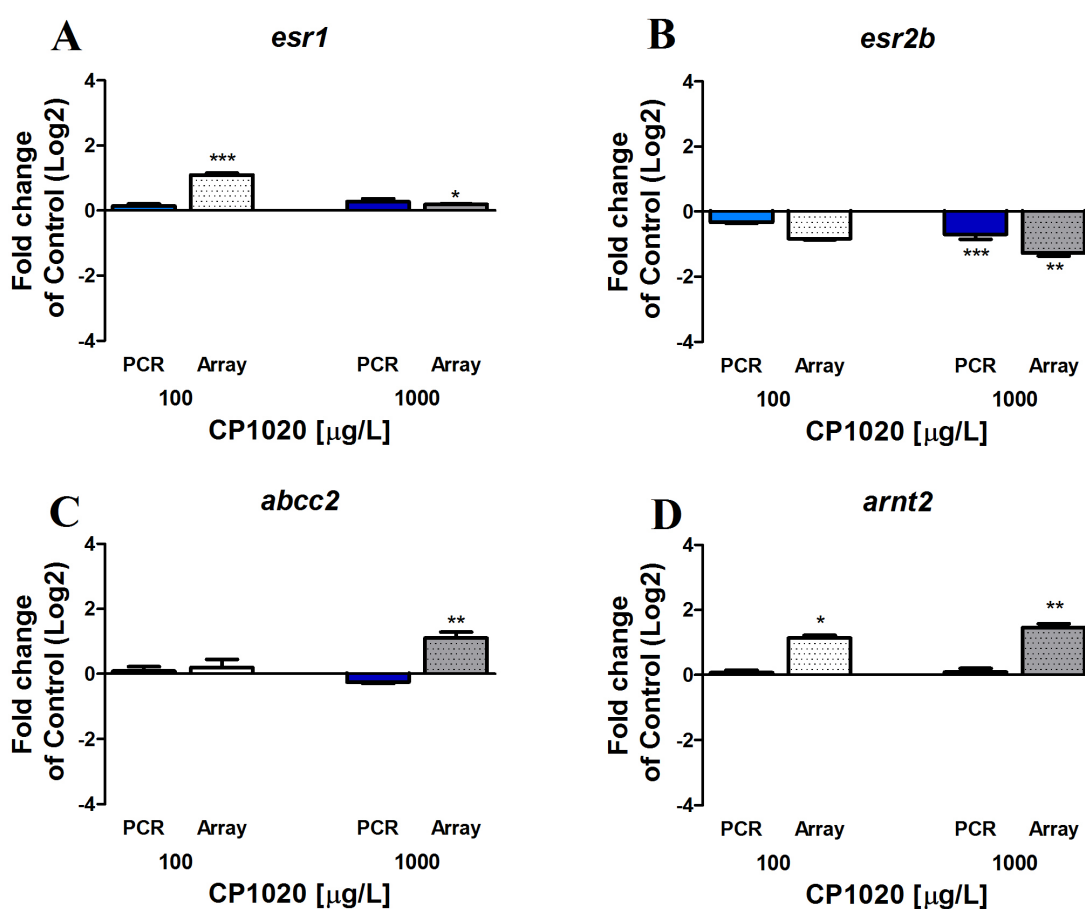 A
esr1
Fold change
of Control (Log2)
4
2
0
-2
-4
***
*
PCR Array PCR Array
100 1000
CP1020 [μg/L]
B
esr2b
Fold change
of Control (Log2)
4
2
0
-2
-4
***
**
PCR Array PCR Array
100 1000
CP1020 [μg/L]
C
abcc2
Fold change
of Control (Log2)
4
2
0
-2
-4
**
PCR Array PCR Array
100 1000
CP1020 [μg/L]
D
arnt2
Fold change
of Control (Log2)
4
2
0
-2
-4
*
**
PCR Array PCR Array
100 1000
CP1020 [μg/L]